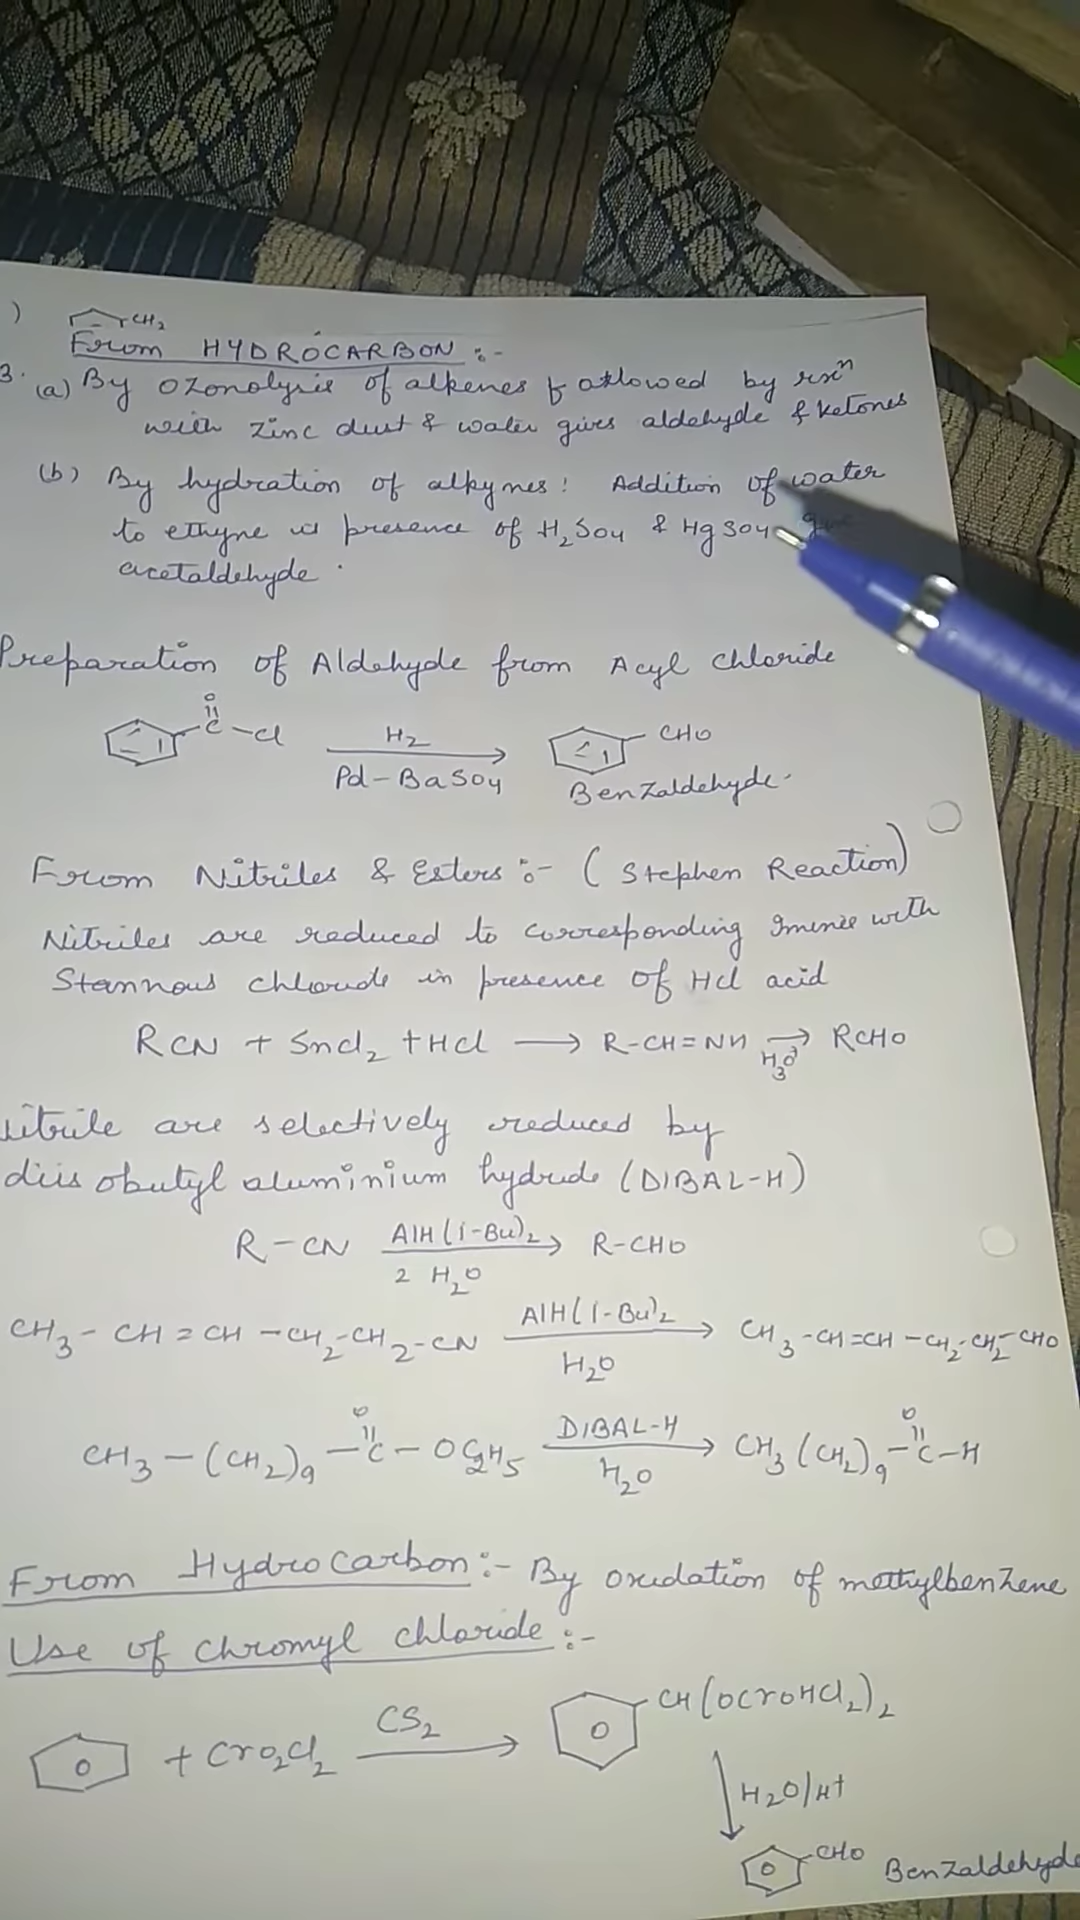 )
CH2
From HYDROCARBON :-
3. (a) By ozonolysis of alkenes followed by rxn
with zinc dust & water gives aldehyde & ketones
(b) By hydration of alkynes: Addition of water
to ethyne in presence of H2SO4 & HgSO4
acetaldehyde.
Preparation of Aldehyde from Acyl chloride
O
C-Cl H2 CHO
Pd-BaSO4 Benzaldehyde.
From Nitriles & Esters :- (Stephen Reaction)
Nitriles are reduced to corresponding Imine with
Stannous chloride in presence of HCl acid
RCN + SnCl2 + HCl → R-CH=NH → RCHO
H3O+
are selectively reduced by
diisobutyl aluminium hydride (DIBAL-H)
R-CN AlH(i-Bu)2 → R-CHO
2 H2O
CH3-CH=CH-CH2-CH2-CN AlH(i-Bu)2 → CH3-CH=CH-CH2-CH2-CHO
H2O
CH3-(CH2)9-C-OC2H5 DIBAL-H → CH3(CH2)9-C-H
O H2O O
From Hydrocarbon:- By oxidation of methylbenzene
Use of chromyl chloride :-
+ CrO2Cl2 CS2 → CH(OCrOHCl2)2
H2O/H+
CHO Benzaldehyde